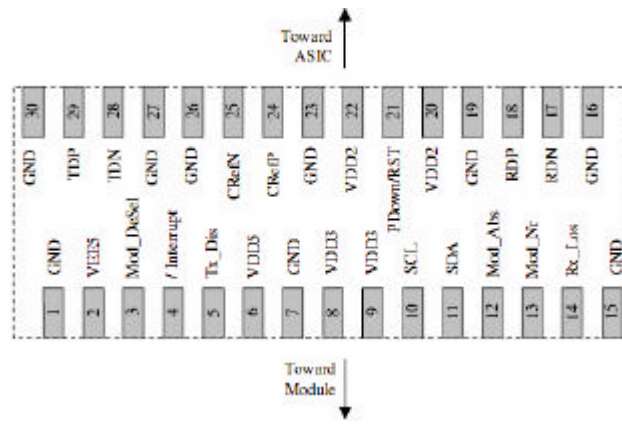 Toward
ASIC
30 29 28 27 26 25 24 23 22 21 20 19 18 17 16
GND TDP TDN GND GND CRefN CRefP GND VDD2 PDown/RST VDD2 GND RDP RDN GND
GND VEE5 Mod_DeSel / Interrupt Tx_Dis VDD5 GND VDD3 VDD3 SCL SDA Mod_Abs Mod_Nr Rx_Los GND
1 2 3 4 5 6 7 8 9 10 11 12 13 14 15
Toward
Module